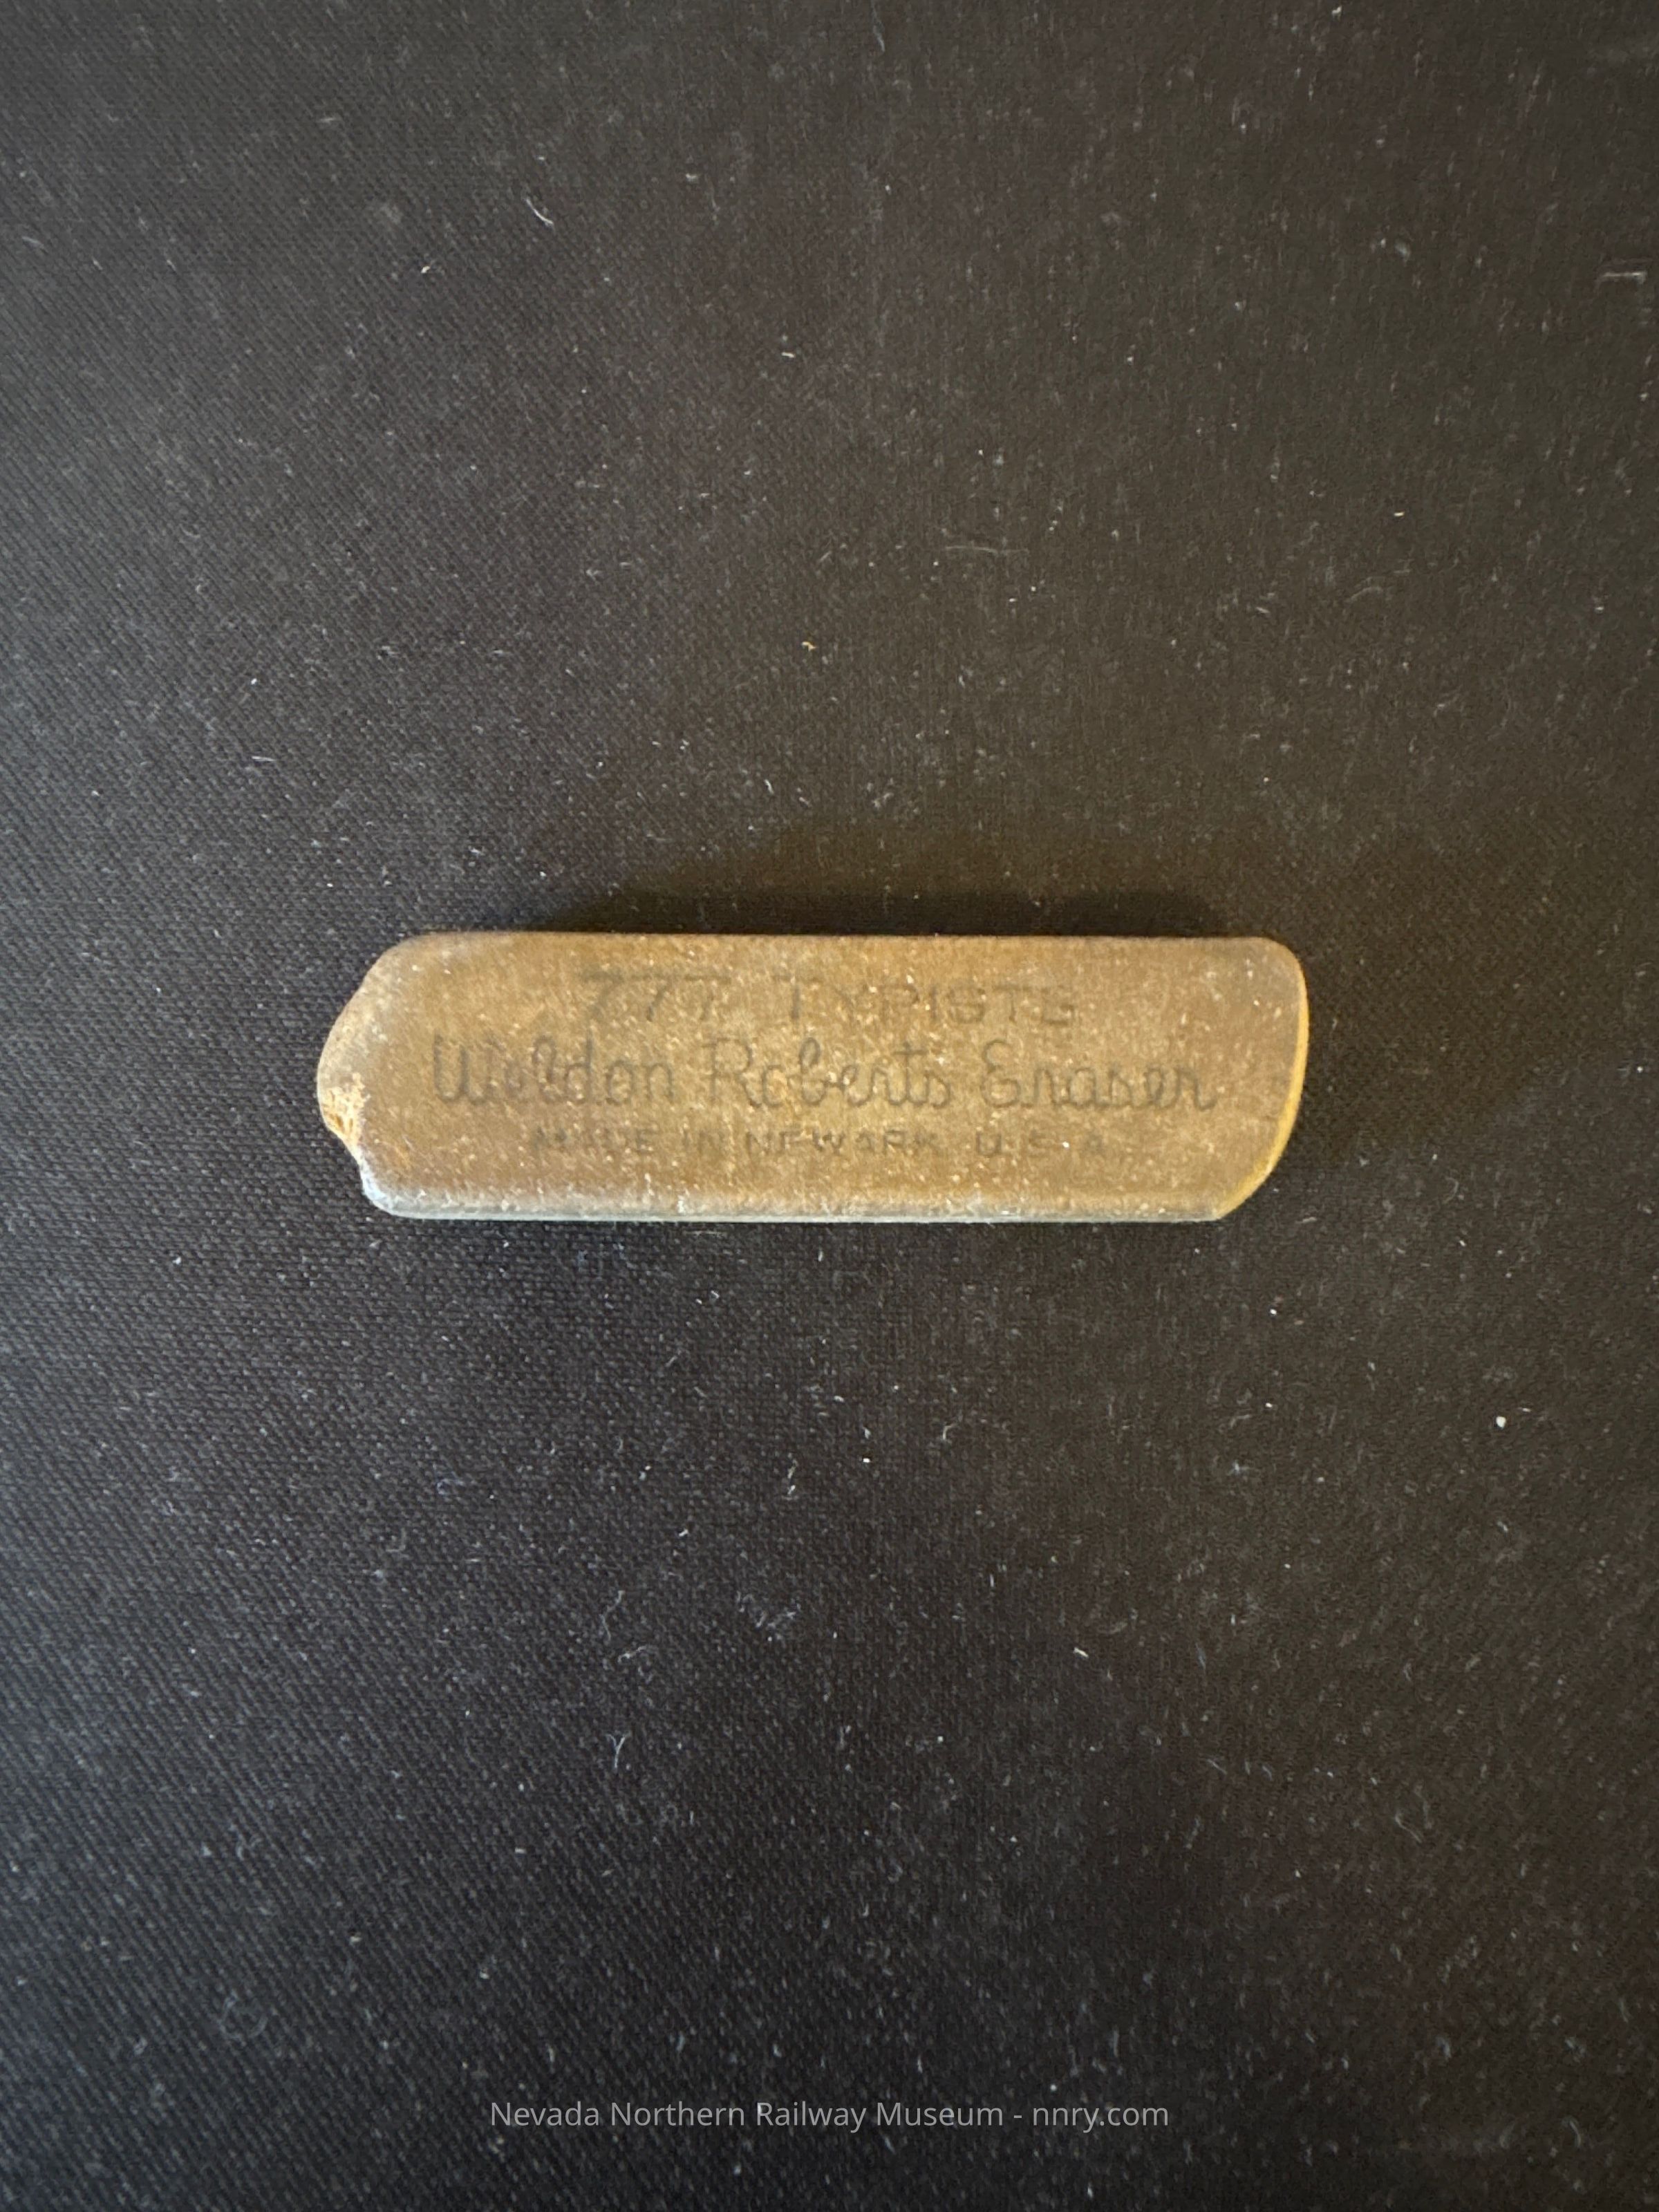 777 TYPISTS
Weldon Roberts Eraser
MADE IN NEWARK U.S.A.
Nevada Northern Railway Museum - nnry.com